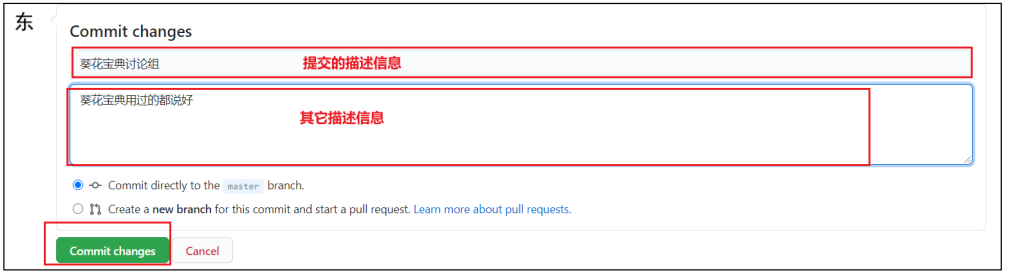 东
Commit changes
葵花宝典讨论组 提交的描述信息
葵花宝典用过的都说好
其它描述信息
Commit directly to the master branch.
Create a new branch for this commit and start a pull request. Learn more about pull requests.
Commit changes Cancel